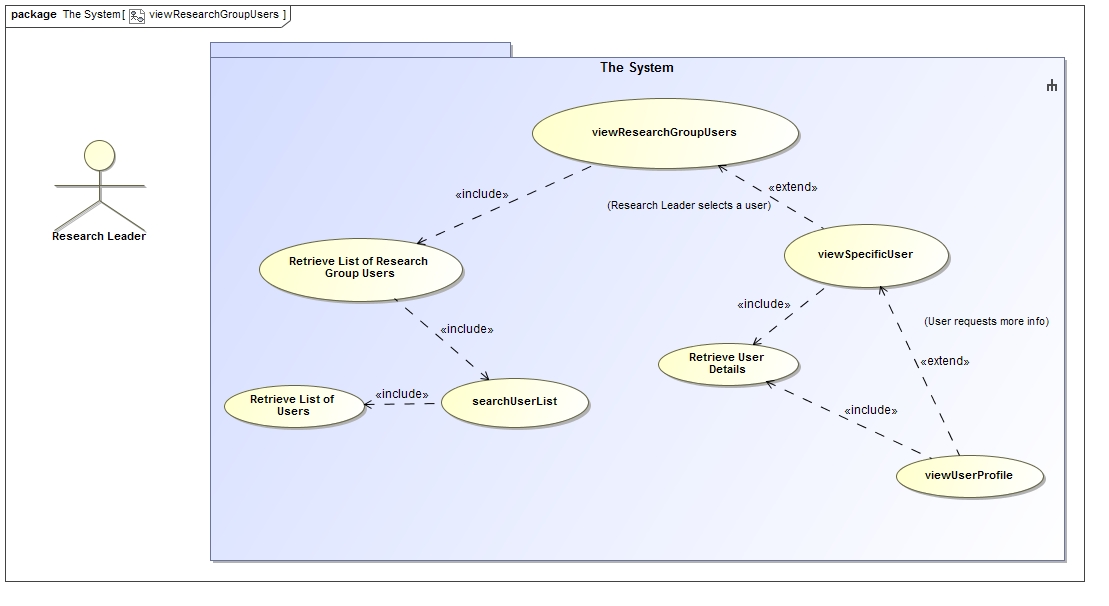 package The System[ viewResearchGroupUsers ]
The System
viewResearchGroupUsers
«include»
«extend»
(Research Leader selects a user)
Research Leader
Retrieve List of Research
Group Users
viewSpecificUser
«include»
«include»
(User requests more info)
Retrieve User
Details
«extend»
Retrieve List of
Users
«include»
searchUserList
«include»
viewUserProfile